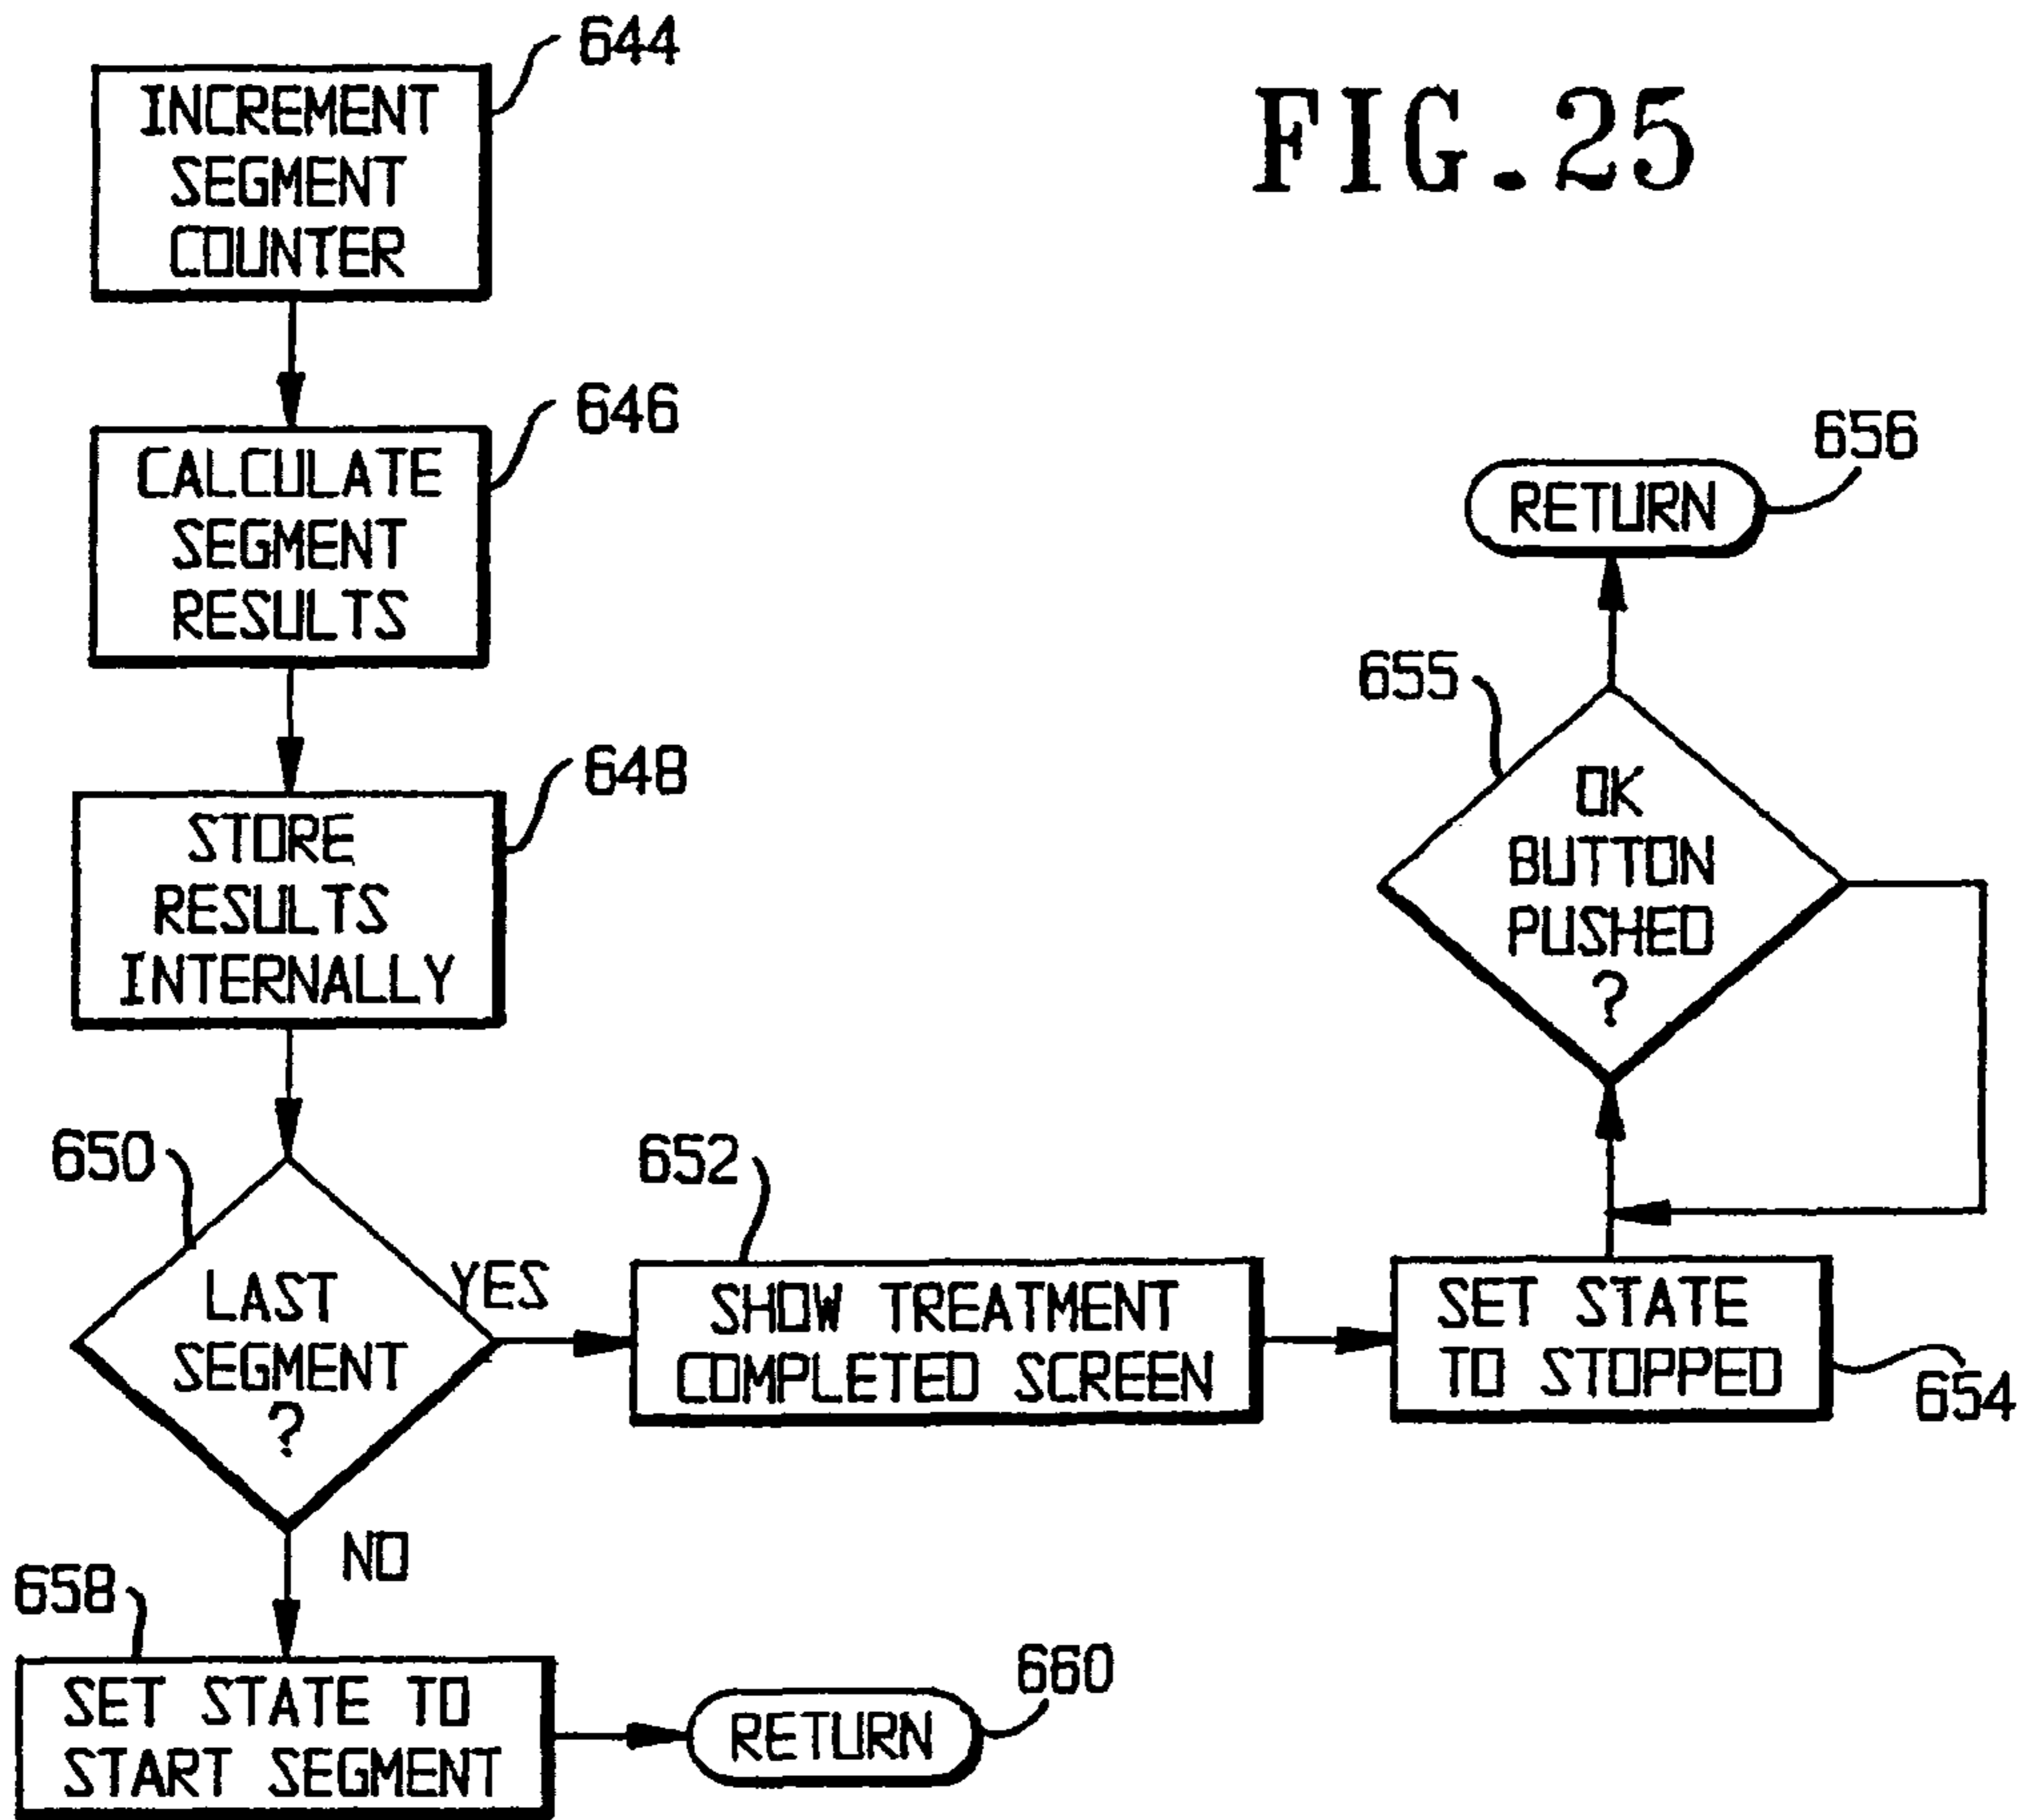 FIG.25
644
INCREMENT
SEGMENT
COUNTER
646
CALCULATE
SEGMENT
RESULTS
648
STORE
RESULTS
INTERNALLY
650
LAST
SEGMENT
?
YES
NO
652
SHOW TREATMENT
COMPLETED SCREEN
SET STATE
TO STOPPED
654
655
OK
BUTTON
PUSHED
?
656
RETURN
658
SET STATE TO
START SEGMENT
660
RETURN